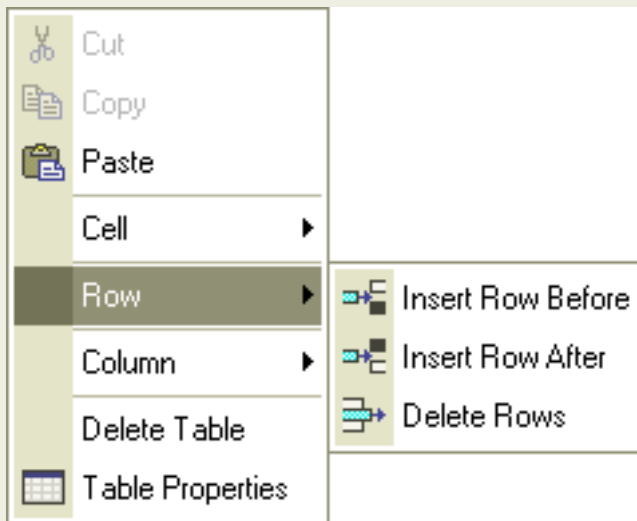 Cut
Copy
Paste
Cell
Row
Column
Delete Table
Table Properties
Insert Row Before
Insert Row After
Delete Rows